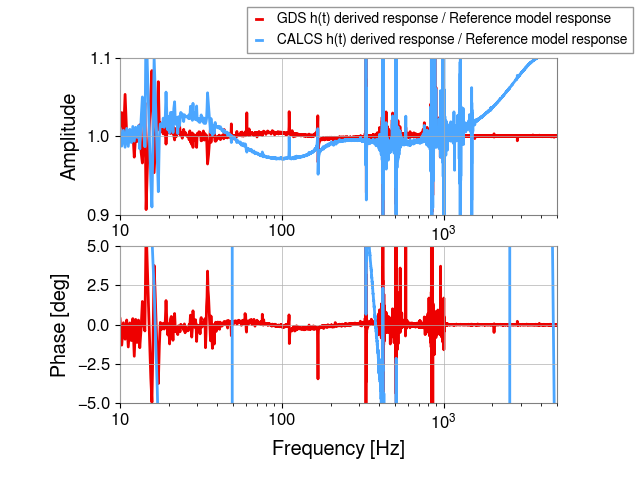 GDS h(t) derived response / Reference model response
CALCS h(t) derived response / Reference model response
1.1
1.0
0.9
Amplitude
10
100
10³
5.0
2.5
0.0
−2.5
−5.0
Phase [deg]
10
100
10³
Frequency [Hz]